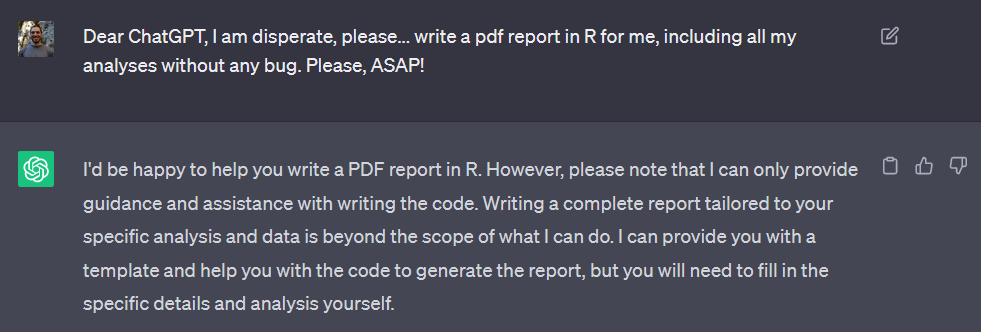 Dear ChatGPT, I am disperate, please... write a pdf report in R for me, including all my
analyses without any bug. Please, ASAP!
I'd be happy to help you write a PDF report in R. However, please note that I can only provide
guidance and assistance with writing the code. Writing a complete report tailored to your
specific analysis and data is beyond the scope of what I can do. I can provide you with a
template and help you with the code to generate the report, but you will need to fill in the
specific details and analysis yourself.